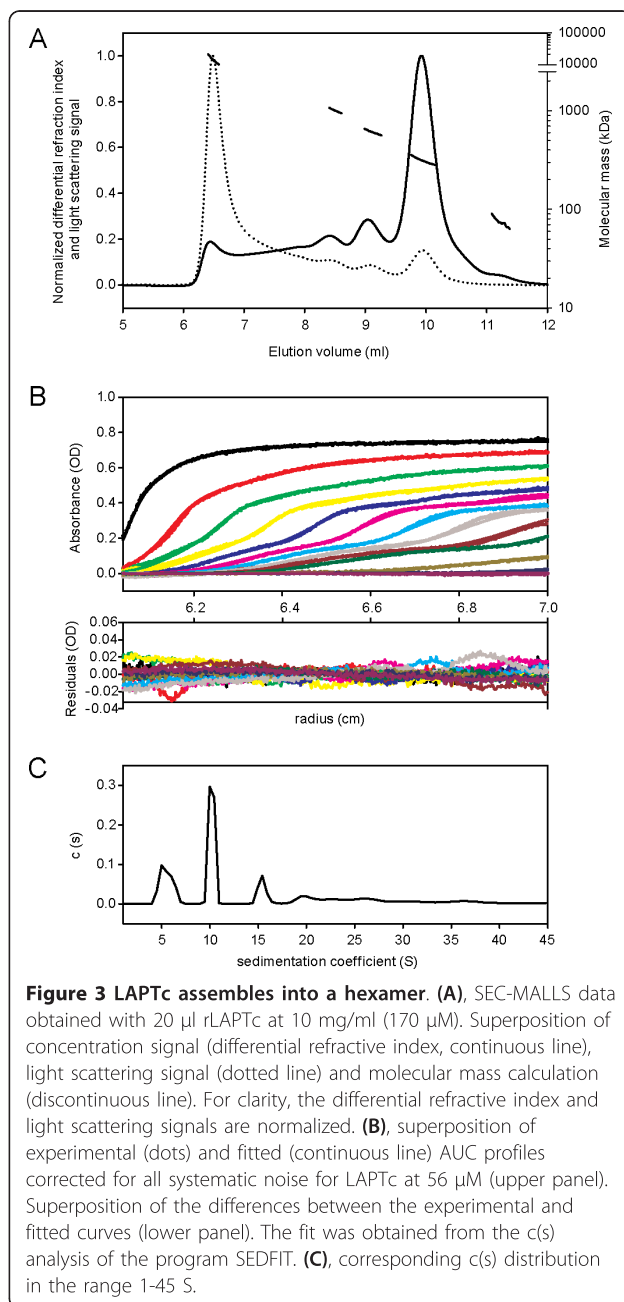 A
Normalized differential refraction index
and light scattering signal
1.0
0.8
0.6
0.4
0.2
0.0
100000
10000
1000
100
10
Molecular mass (kDa)
5 6 7 8 9 10 11 12
Elution volume (ml)
B
Absorbance (OD)
1.0
0.8
0.6
0.4
0.2
0.0
6.2 6.4 6.6 6.8 7.0
Residuals (OD)
0.06
0.04
0.02
0.00
-0.02
-0.04
radius (cm)
C
c (s)
0.3
0.2
0.1
0.0
5 10 15 20 25 30 35 40 45
sedimentation coefficient (S)
Figure 3 LAPTc assembles into a hexamer. (A), SEC-MALLS data
obtained with 20 μl rLAPTc at 10 mg/ml (170 μM). Superposition of
concentration signal (differential refractive index, continuous line),
light scattering signal (dotted line) and molecular mass calculation
(discontinuous line). For clarity, the differential refractive index and
light scattering signals are normalized. (B), superposition of
experimental (dots) and fitted (continuous line) AUC profiles
corrected for all systematic noise for LAPTc at 56 μM (upper panel).
Superposition of the differences between the experimental and
fitted curves (lower panel). The fit was obtained from the c(s)
analysis of the program SEDFIT. (C), corresponding c(s) distribution
in the range 1-45 S.